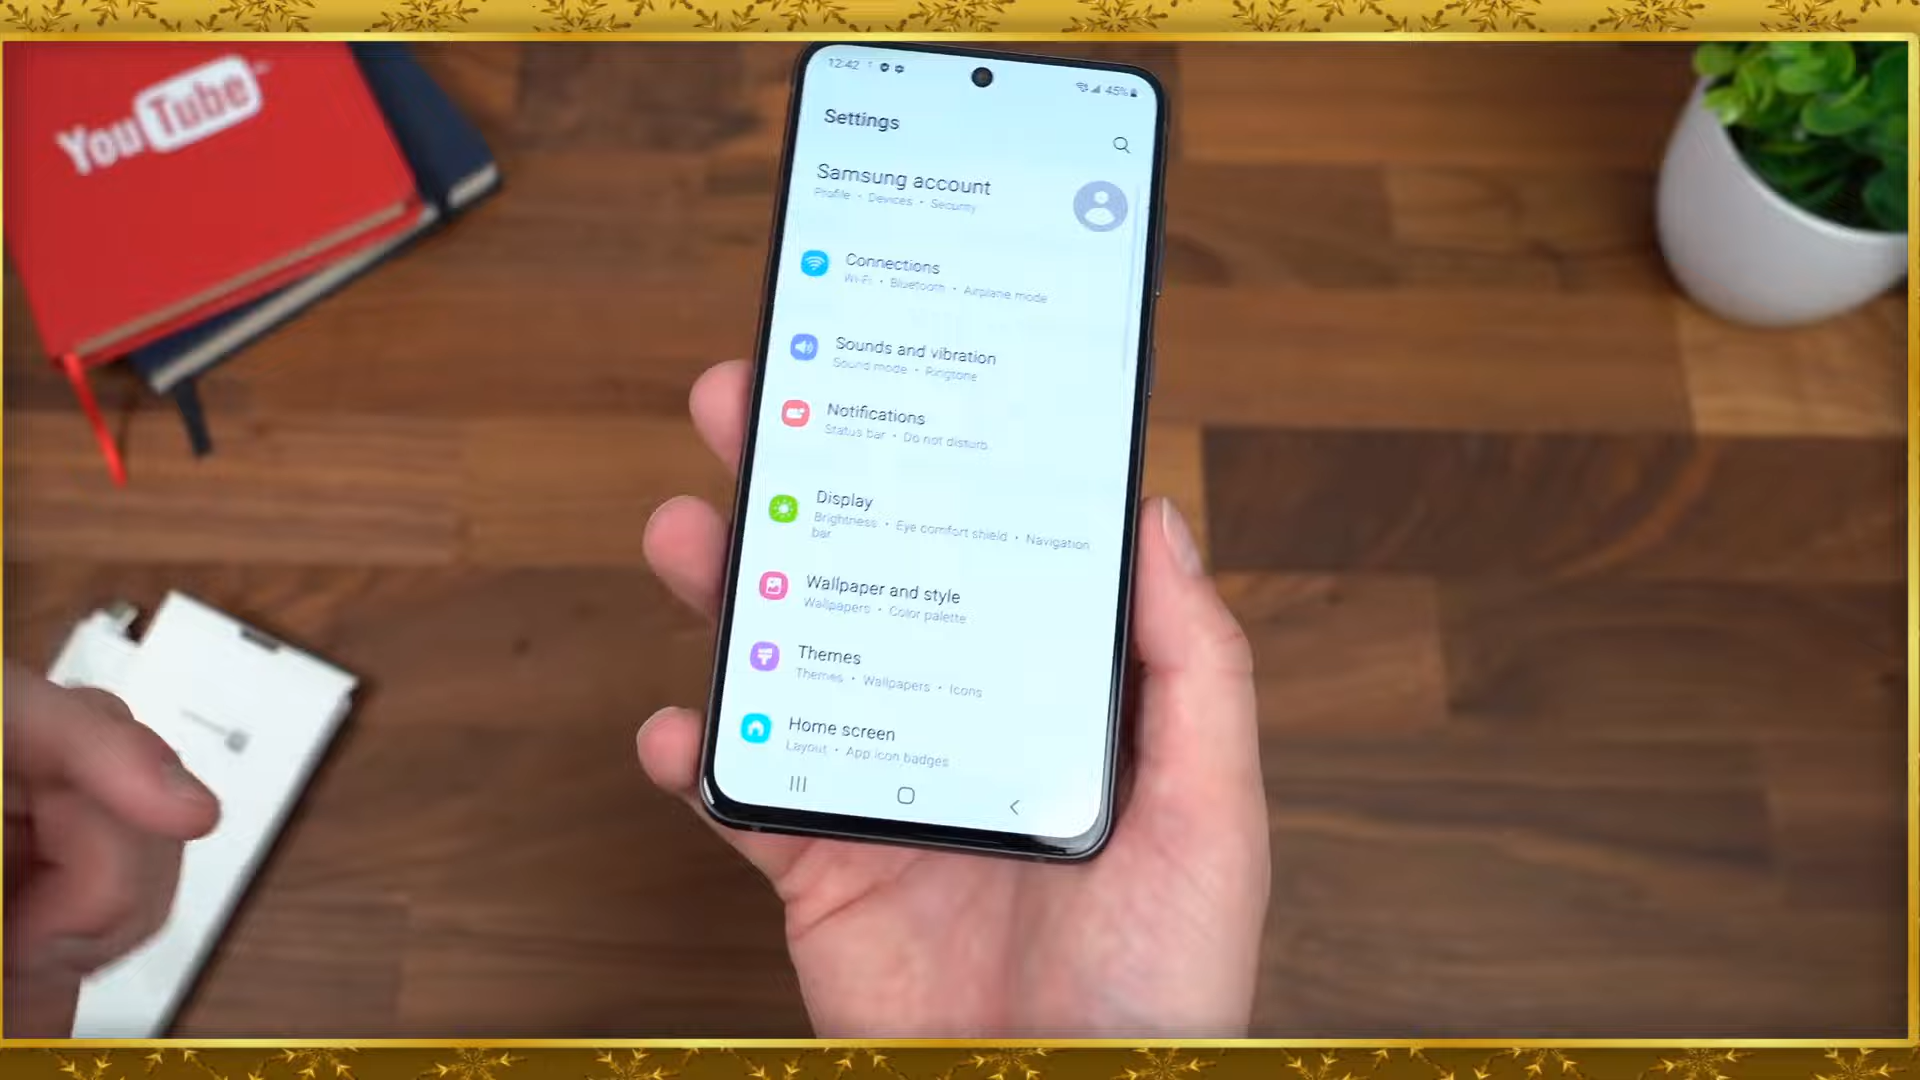 YouTube
12:42
45%
Settings
Samsung account
Profile • Devices • Security
Connections
Wi-Fi • Bluetooth • Airplane mode
Sounds and vibration
Sound mode • Ringtone
Notifications
Status bar • Do not disturb
Display
Brightness • Eye comfort shield • Navigation
bar
Wallpaper and style
Wallpapers • Color palette
Themes
Themes • Wallpapers • Icons
Home screen
Layout • App icon badges